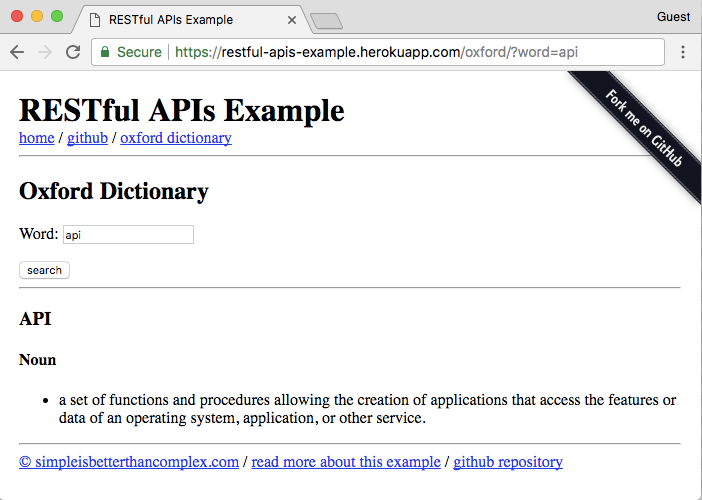 RESTful APIs Example
Guest
Secure | https://restful-apis-example.herokuapp.com/oxford/?word=api
Fork me on GitHub
RESTful APIs Example
home / github / oxford dictionary
Oxford Dictionary
Word: api
search
API
Noun
• a set of functions and procedures allowing the creation of applications that access the features or
data of an operating system, application, or other service.
© simpleisbetterthancomplex.com / read more about this example / github repository